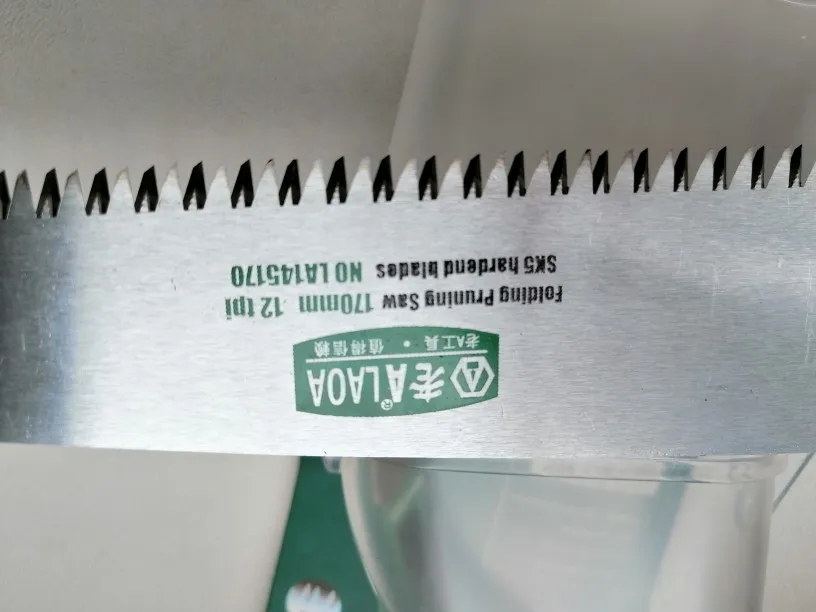 老A LAOA®
老A工具 • 值得信赖
Folding Pruning Saw 170mm 12 tpi
SK5 hardend blades NO LA145170